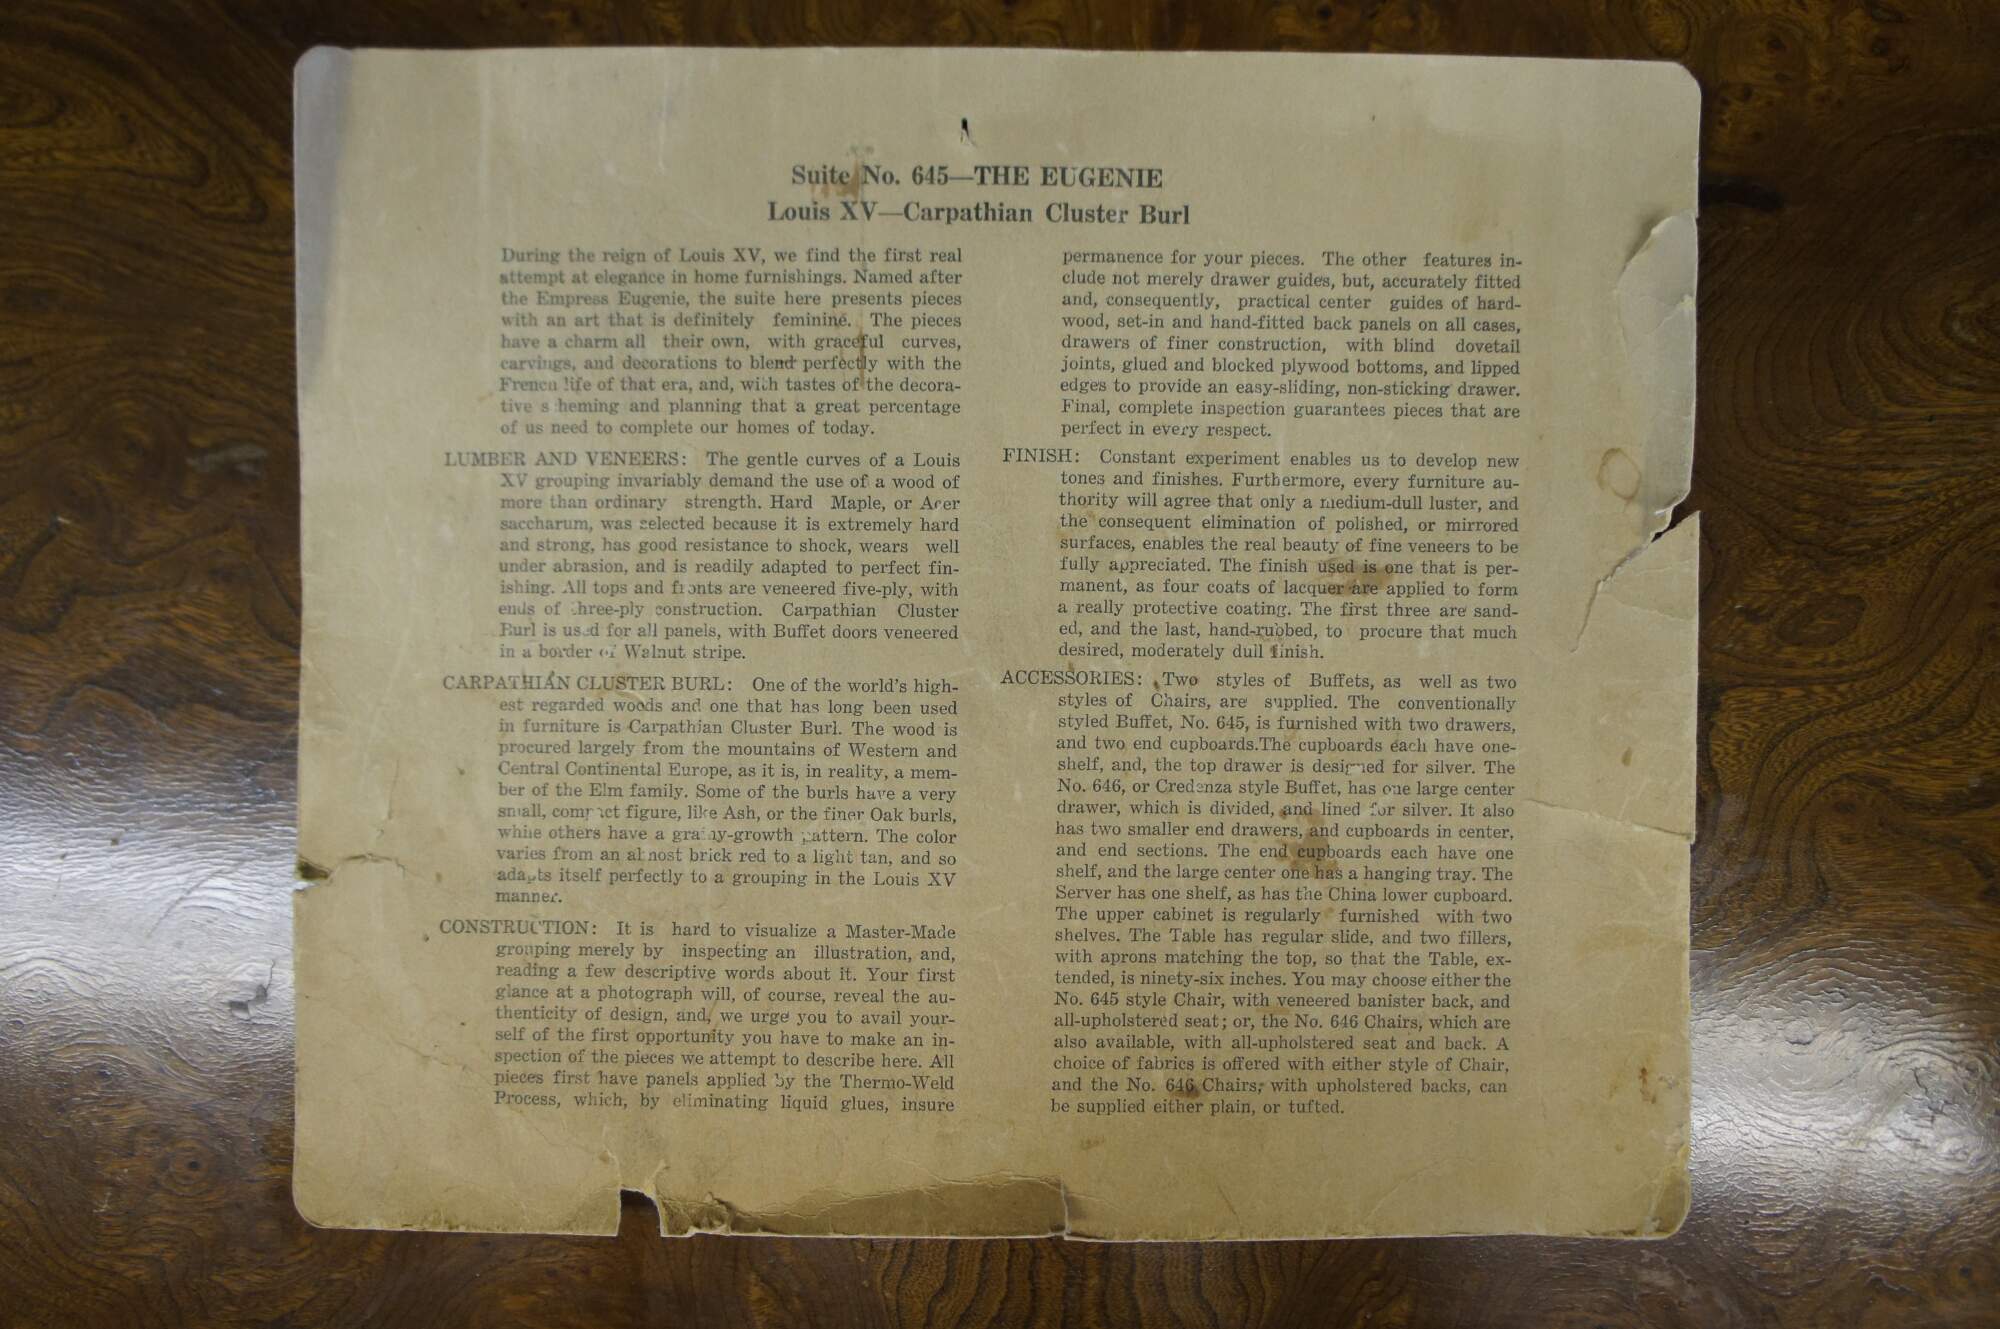 Suite No. 645—THE EUGENIE
Louis XV—Carpathian Cluster Burl
During the reign of Louis XV, we find the first real
attempt at elegance in home furnishings. Named after
the Empress Eugenie, the suite here presents pieces
with an art that is definitely feminine. The pieces
have a charm all their own, with graceful curves,
carvings, and decorations to blend perfectly with the
French life of that era, and, with tastes of the decora-
tive scheming and planning that a great percentage
of us need to complete our homes of today.
LUMBER AND VENEERS: The gentle curves of a Louis
XV grouping invariably demand the use of a wood of
more than ordinary strength. Hard Maple, or Acer
saccharum, was selected because it is extremely hard
and strong, has good resistance to shock, wears well
under abrasion, and is readily adapted to perfect fin-
ishing. All tops and fronts are veneered five-ply, with
ends of three-ply construction. Carpathian Cluster
Burl is used for all panels, with Buffet doors veneered
in a border of Walnut stripe.
CARPATHIAN CLUSTER BURL: One of the world's high-
est regarded woods and one that has long been used
in furniture is Carpathian Cluster Burl. The wood is
procured largely from the mountains of Western and
Central Continental Europe, as it is, in reality, a mem-
ber of the Elm family. Some of the burls have a very
small, compact figure, like Ash, or the finer Oak burls,
while others have a grainy-growth pattern. The color
varies from an almost brick red to a light tan, and so
adapts itself perfectly to a grouping in the Louis XV
manner.
CONSTRUCTION: It is hard to visualize a Master-Made
grouping merely by inspecting an illustration, and,
reading a few descriptive words about it. Your first
glance at a photograph will, of course, reveal the au-
thenticity of design, and, we urge you to avail your-
self of the first opportunity you have to make an in-
spection of the pieces we attempt to describe here. All
pieces first have panels applied by the Thermo-Weld
Process, which, by eliminating liquid glues, insure
permanence for your pieces. The other features in-
clude not merely drawer guides, but, accurately fitted
and, consequently, practical center guides of hard-
wood, set-in and hand-fitted back panels on all cases,
drawers of finer construction, with blind dovetail
joints, glued and blocked plywood bottoms, and lipped
edges to provide an easy-sliding, non-sticking drawer.
Final, complete inspection guarantees pieces that are
perfect in every respect.
FINISH: Constant experiment enables us to develop new
tones and finishes. Furthermore, every furniture au-
thority will agree that only a medium-dull luster, and
the consequent elimination of polished, or mirrored
surfaces, enables the real beauty of fine veneers to be
fully appreciated. The finish used is one that is per-
manent, as four coats of lacquer are applied to form
a really protective coating. The first three are sand-
ed, and the last, hand-rubbed, to procure that much
desired, moderately dull finish.
ACCESSORIES: Two styles of Buffets, as well as two
styles of Chairs, are supplied. The conventionally
styled Buffet, No. 645, is furnished with two drawers,
and two end cupboards.The cupboards each have one-
shelf, and, the top drawer is designed for silver. The
No. 646, or Credenza style Buffet, has one large center
drawer, which is divided, and lined for silver. It also
has two smaller end drawers, and cupboards in center,
and end sections. The end cupboards each have one
shelf, and the large center one has a hanging tray. The
Server has one shelf, as has the China lower cupboard.
The upper cabinet is regularly furnished with two
shelves. The Table has regular slide, and two fillers,
with aprons matching the top, so that the Table, ex-
tended, is ninety-six inches. You may choose either the
No. 645 style Chair, with veneered banister back, and
all-upholstered seat; or, the No. 646 Chairs, which are
also available, with all-upholstered seat and back. A
choice of fabrics is offered with either style of Chair,
and the No. 646 Chairs, with upholstered backs, can
be supplied either plain, or tufted.